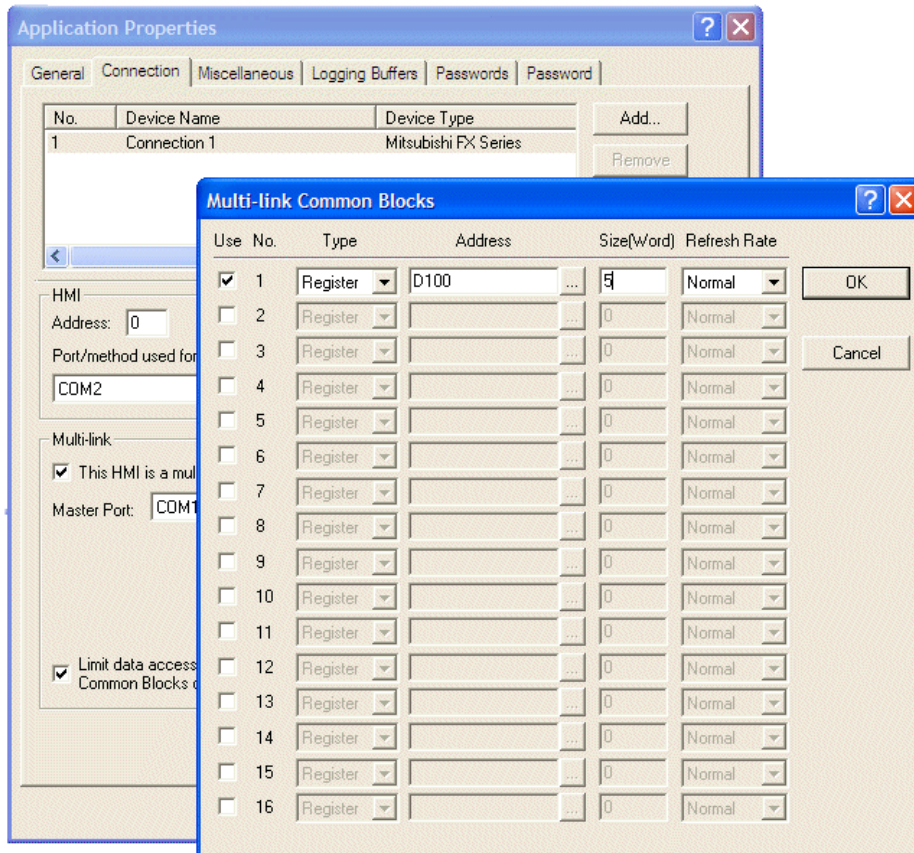 Application Properties
General Connection Miscellaneous Logging Buffers Passwords Password
No. Device Name Device Type
1 Connection 1 Mitsubishi FX Series
Add...
Remove
HMI
Address: 0
Port/method used for
COM2
Multi-link
This HMI is a mul
Master Port: COM1
Limit data access
Common Blocks
Multi-link Common Blocks
Use No. Type Address Size(Word) Refresh Rate
1 Register D100 ... 5 Normal
2 Register ... 0 Normal
3 Register ... 0 Normal
4 Register ... 0 Normal
5 Register ... 0 Normal
6 Register ... 0 Normal
7 Register ... 0 Normal
8 Register ... 0 Normal
9 Register ... 0 Normal
10 Register ... 0 Normal
11 Register ... 0 Normal
12 Register ... 0 Normal
13 Register ... 0 Normal
14 Register ... 0 Normal
15 Register ... 0 Normal
16 Register ... 0 Normal
OK
Cancel